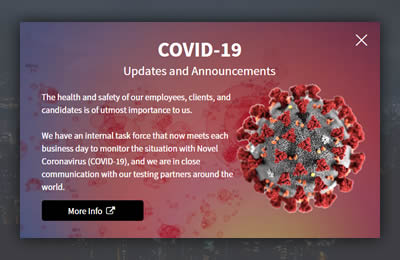 COVID-19
Updates and Announcements
The health and safety of our employees, clients, and
candidates is of utmost importance to us.
We have an internal task force that now meets each
business day to monitor the situation with Novel
Coronavirus (COVID-19), and we are in close
communication with our testing partners around the
world.
More Info